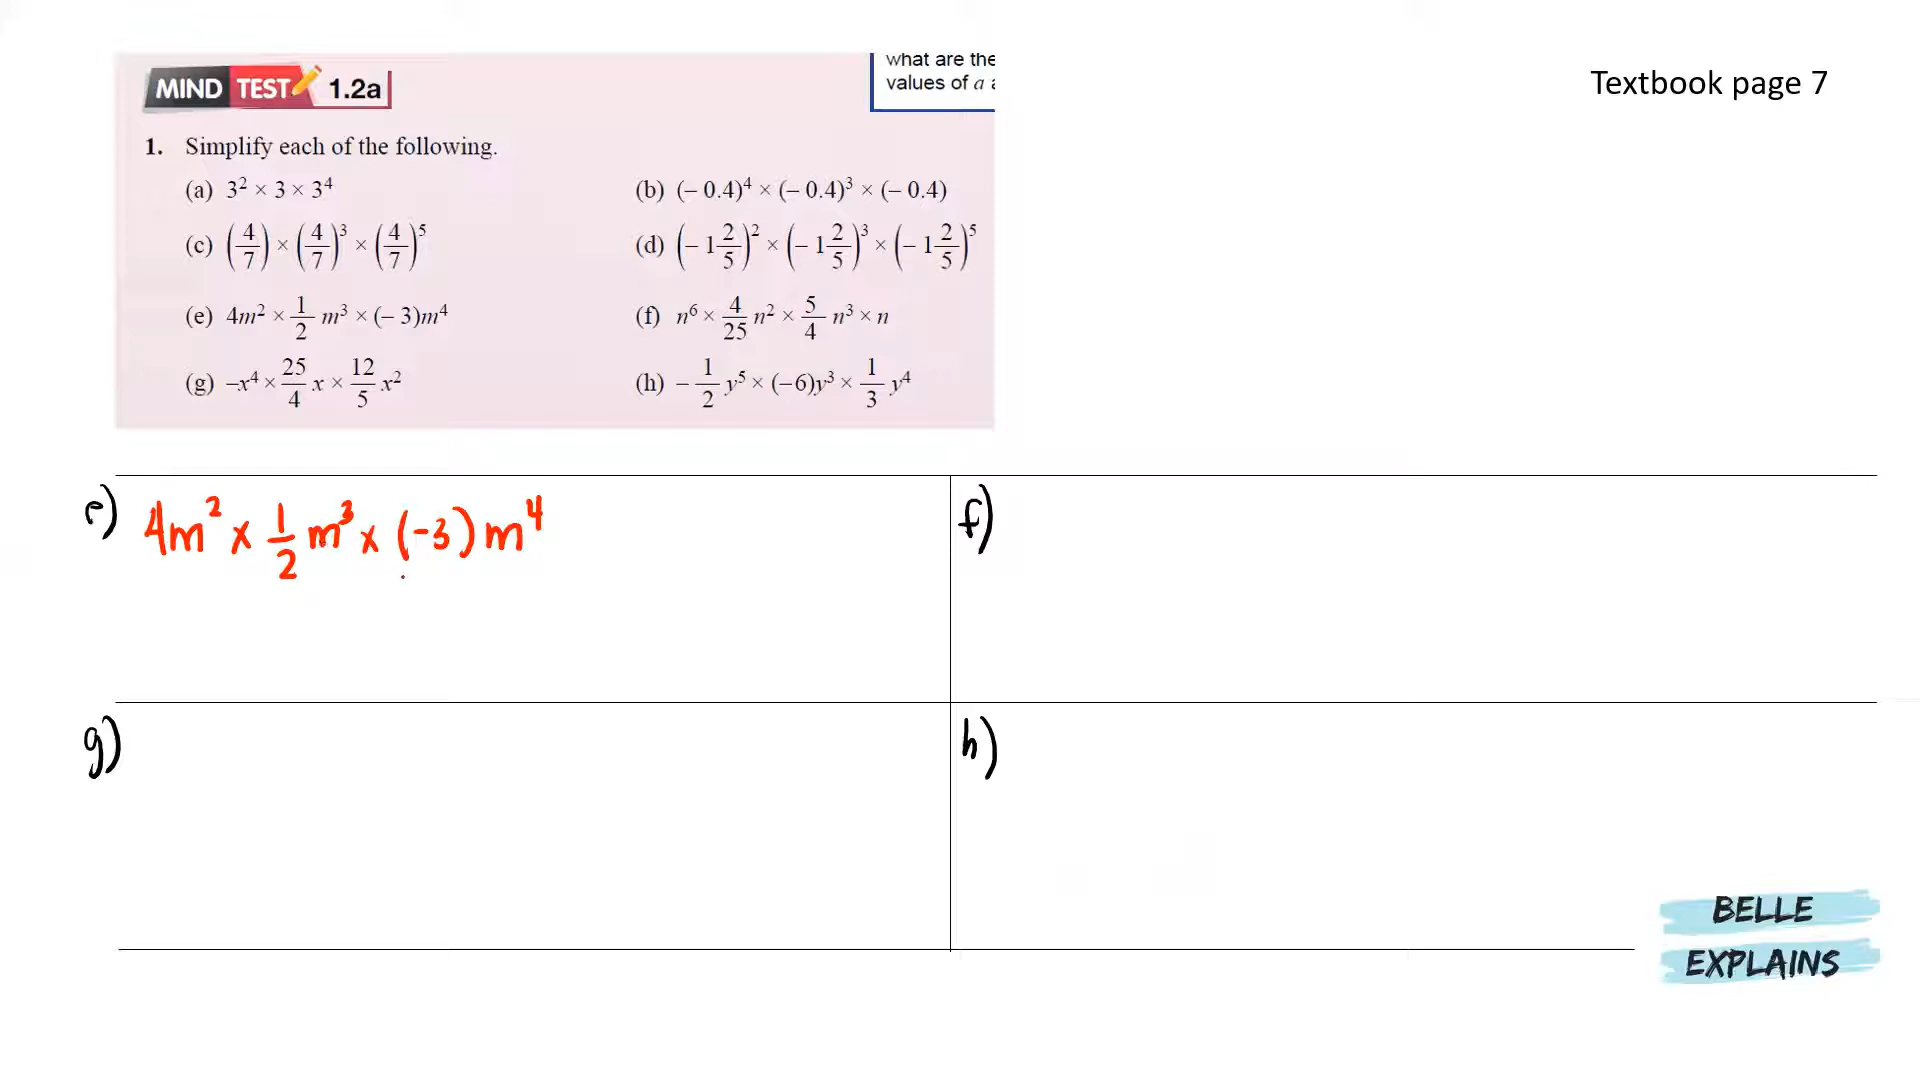 what are the
values of a
Textbook page 7
MIND TEST 1.2a
1. Simplify each of the following.
(a) 3² × 3 × 3⁴
(b) (– 0.4)⁴ × (– 0.4)³ × (– 0.4)
(c) (4/7) × (4/7)³ × (4/7)⁵
(d) (– 1 2/5)² × (– 1 2/5)³ × (– 1 2/5)⁵
(e) 4m² × 1/2 m³ × (– 3)m⁴
(f) n⁶ × 4/25 n² × 5/4 n³ × n
(g) –x⁴ × 25/4 x × 12/5 x²
(h) – 1/2 y⁵ × (–6)y³ × 1/3 y⁴
e) 4m² × 1/2 m³ × (-3) m⁴
f)
g)
h)
BELLE
EXPLAINS